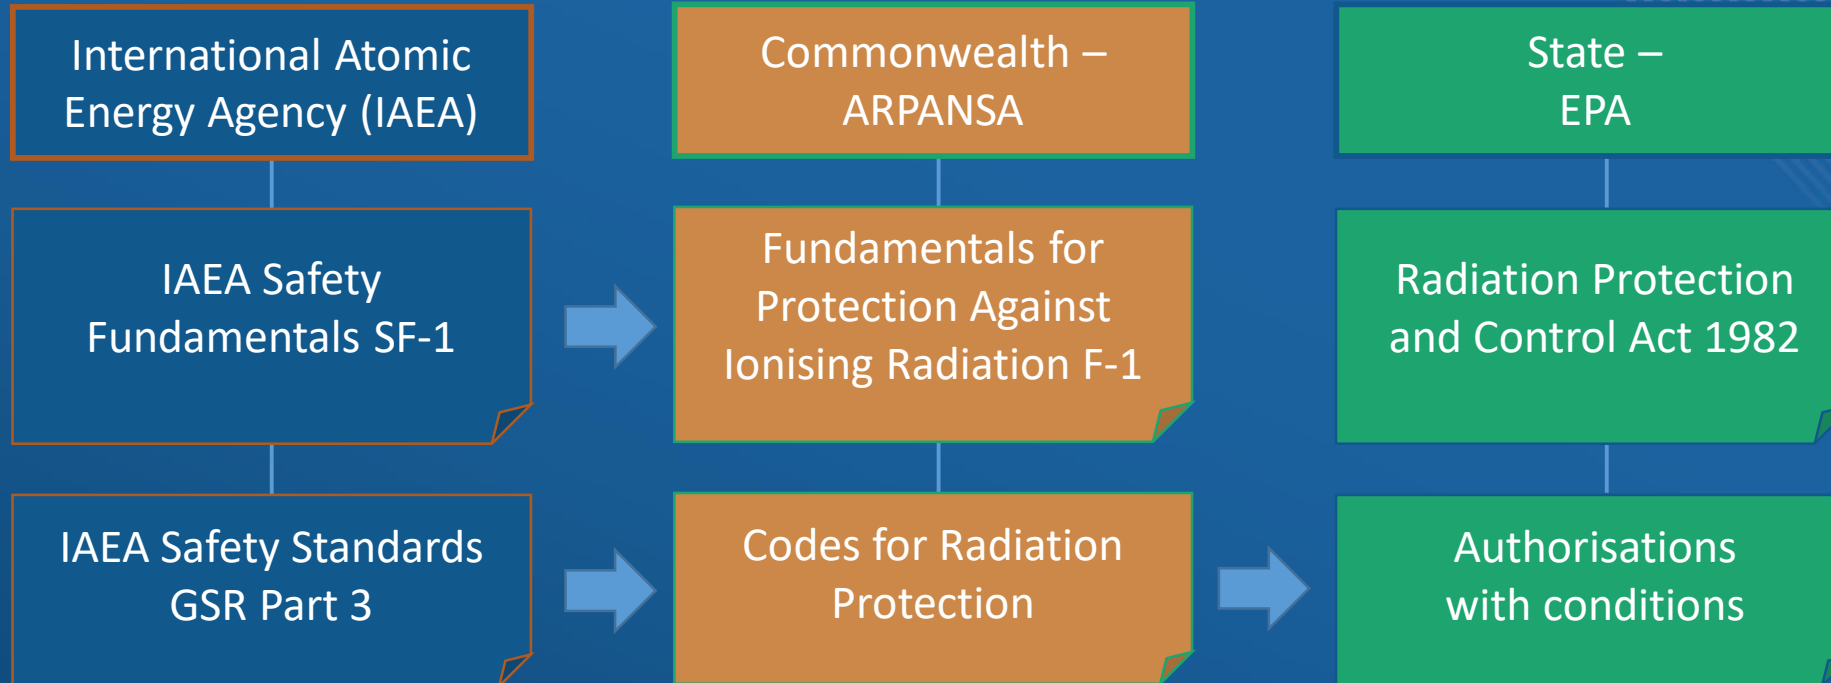 International Atomic
Energy Agency (IAEA)
Commonwealth –
ARPANSA
State –
EPA
IAEA Safety
Fundamentals SF-1
Fundamentals for
Protection Against
Ionising Radiation F-1
Radiation Protection
and Control Act 1982
IAEA Safety Standards
GSR Part 3
Codes for Radiation
Protection
Authorisations
with conditions